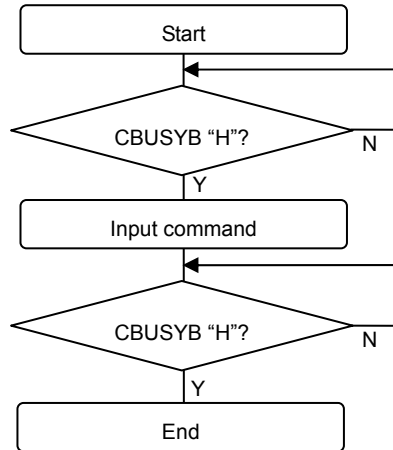 Start
CBUSYB “H”?
N
Y
Input command
CBUSYB “H”?
N
Y
End